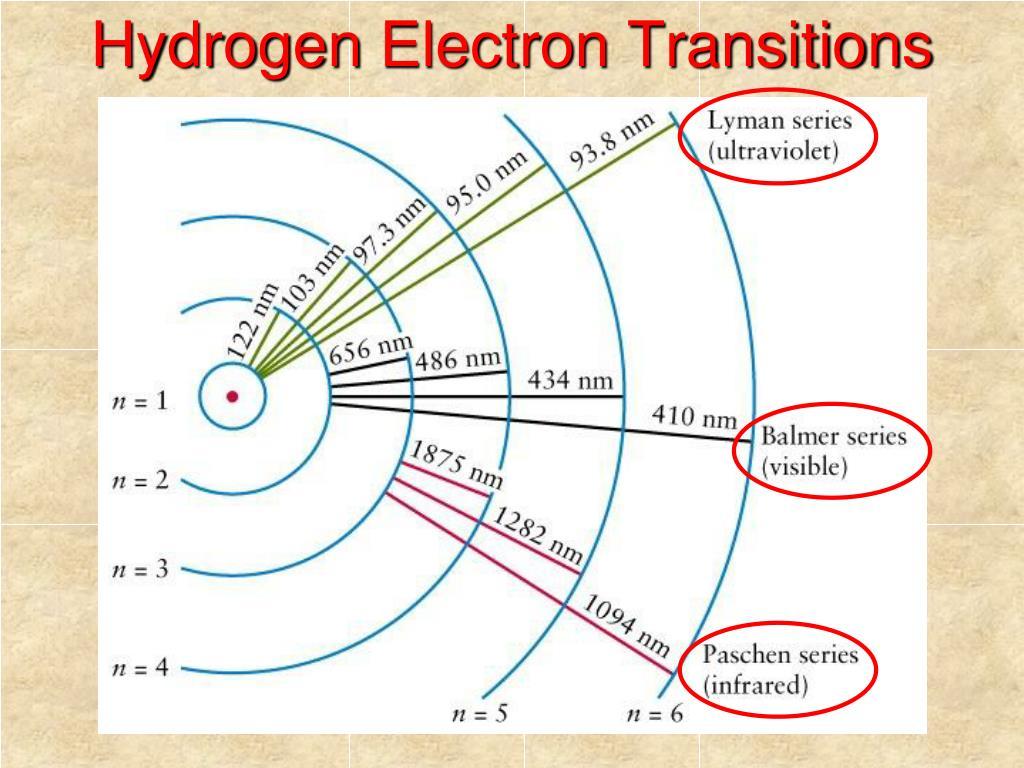 Hydrogen Electron Transitions
Lyman series
(ultraviolet)
93.8 nm
95.0 nm
97.3 nm
103 nm
122 nm
656 nm
486 nm
434 nm
410 nm
Balmer series
(visible)
n = 1
n = 2
n = 3
n = 4
1875 nm
1282 nm
1094 nm
Paschen series
(infrared)
n = 5
n = 6